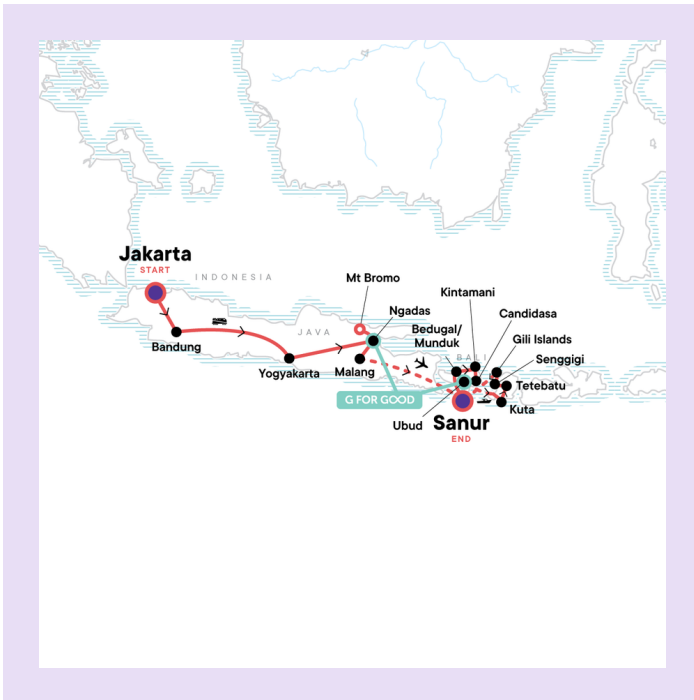 Jakarta
START
INDONESIA
Mt Bromo
Kintamani
Ngadas
Candidasa
JAVA
Bedugal/
Munduk
Gili Islands
Bandung
BALI
Senggigi
Yogyakarta
Malang
Tetebatu
G FOR GOOD
Kuta
Ubud
Sanur
END